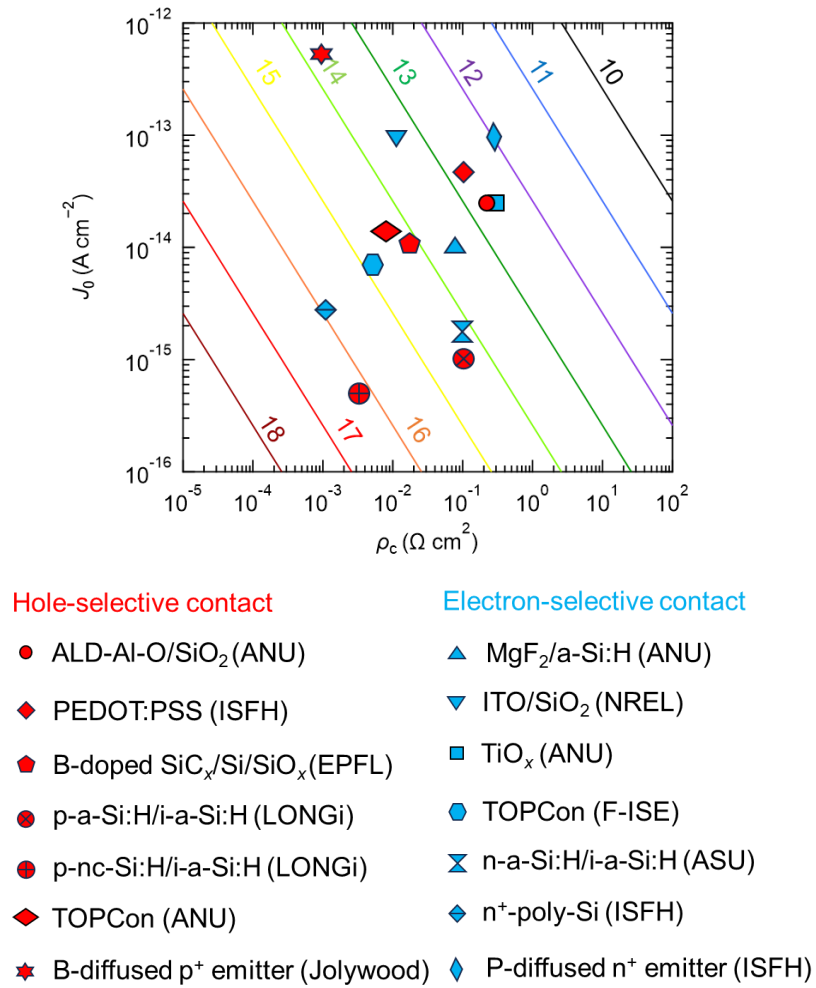 10⁻¹²
10⁻¹³
10⁻¹⁴
10⁻¹⁵
10⁻¹⁶
J₀ (A cm⁻²)
15
14
13
12
11
10
18
17
16
10⁻⁵ 10⁻⁴ 10⁻³ 10⁻² 10⁻¹ 10⁰ 10¹ 10²
ρc (Ω cm²)
Hole-selective contact
ALD-Al-O/SiO₂ (ANU)
PEDOT:PSS (ISFH)
B-doped SiCₓ/Si/SiOₓ (EPFL)
p-a-Si:H/i-a-Si:H (LONGi)
p-nc-Si:H/i-a-Si:H (LONGi)
TOPCon (ANU)
B-diffused p⁺ emitter (Jolywood)
Electron-selective contact
MgF₂/a-Si:H (ANU)
ITO/SiO₂ (NREL)
TiOₓ (ANU)
TOPCon (F-ISE)
n-a-Si:H/i-a-Si:H (ASU)
n⁺-poly-Si (ISFH)
P-diffused n⁺ emitter (ISFH)